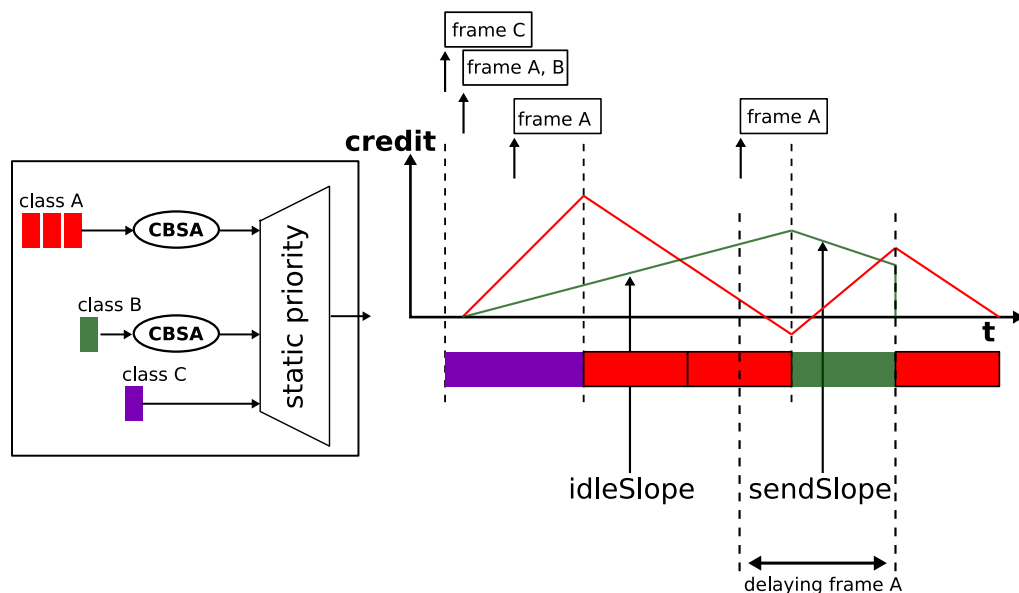 frame C
frame A, B
frame A
frame A
credit
class A
CBSA
class B
CBSA
class C
static priority
t
idleSlope
sendSlope
delaying frame A